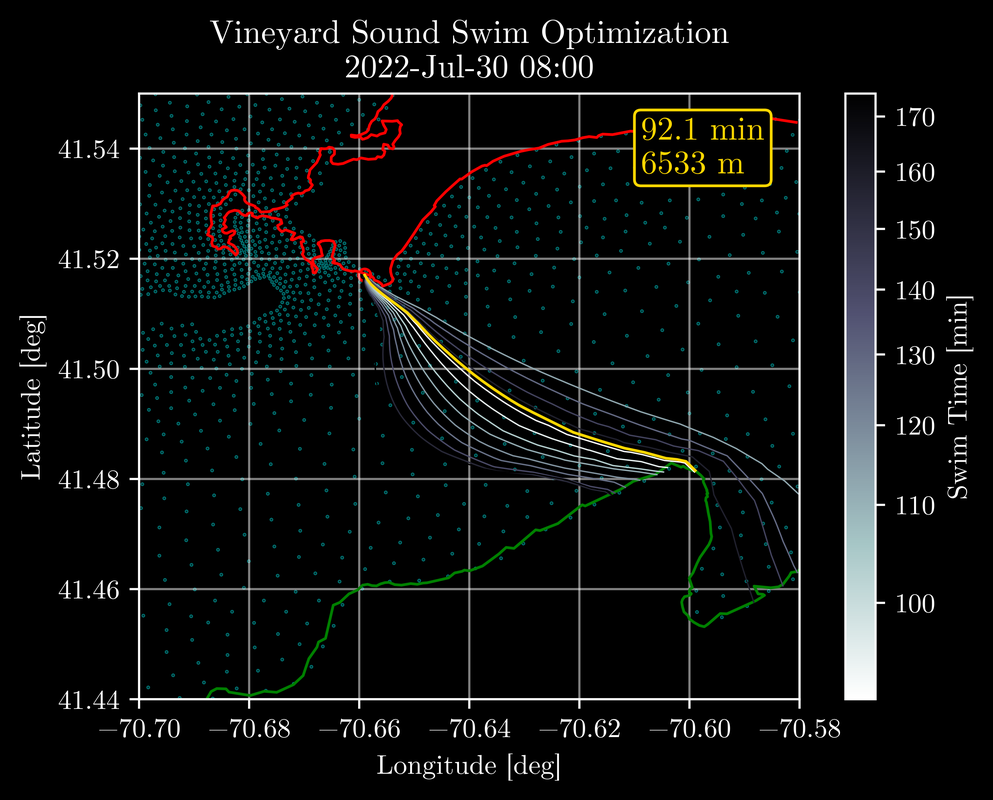 Vineyard Sound Swim Optimization
2022-Jul-30 08:00
92.1 min
6533 m
Latitude [deg]
41.54
41.52
41.50
41.48
41.46
41.44
−70.70 −70.68 −70.66 −70.64 −70.62 −70.60 −70.58
Longitude [deg]
170
160
150
140
130
120
110
100
Swim Time [min]